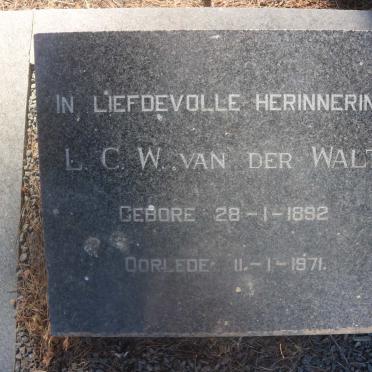 IN LIEFDEVOLLE HERINNERIN
L. C. W. VAN DER WALT
GEBORE 28-1-1892
OORLEDE 11-1-1971.